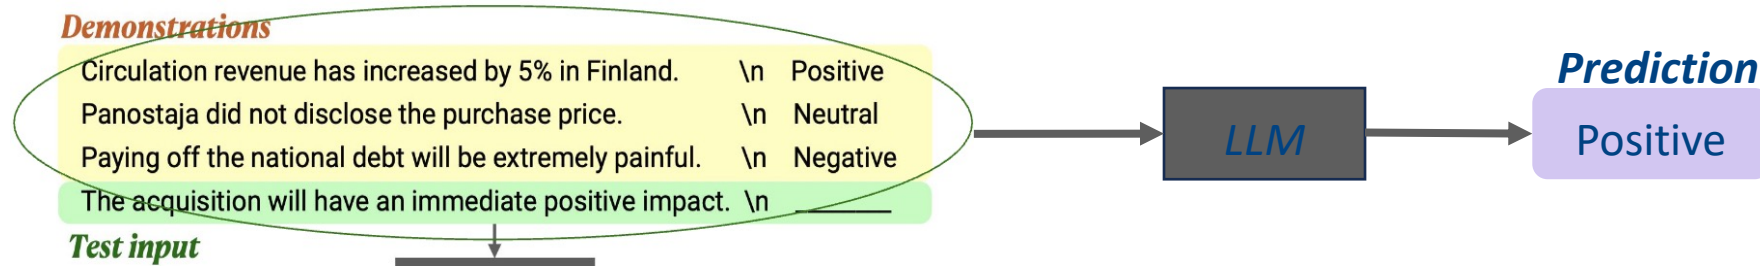 Demonstrations
Circulation revenue has increased by 5% in Finland. \n Positive
Panostaja did not disclose the purchase price. \n Neutral
Paying off the national debt will be extremely painful. \n Negative
The acquisition will have an immediate positive impact. \n ________
Test input
LLM
Prediction
Positive